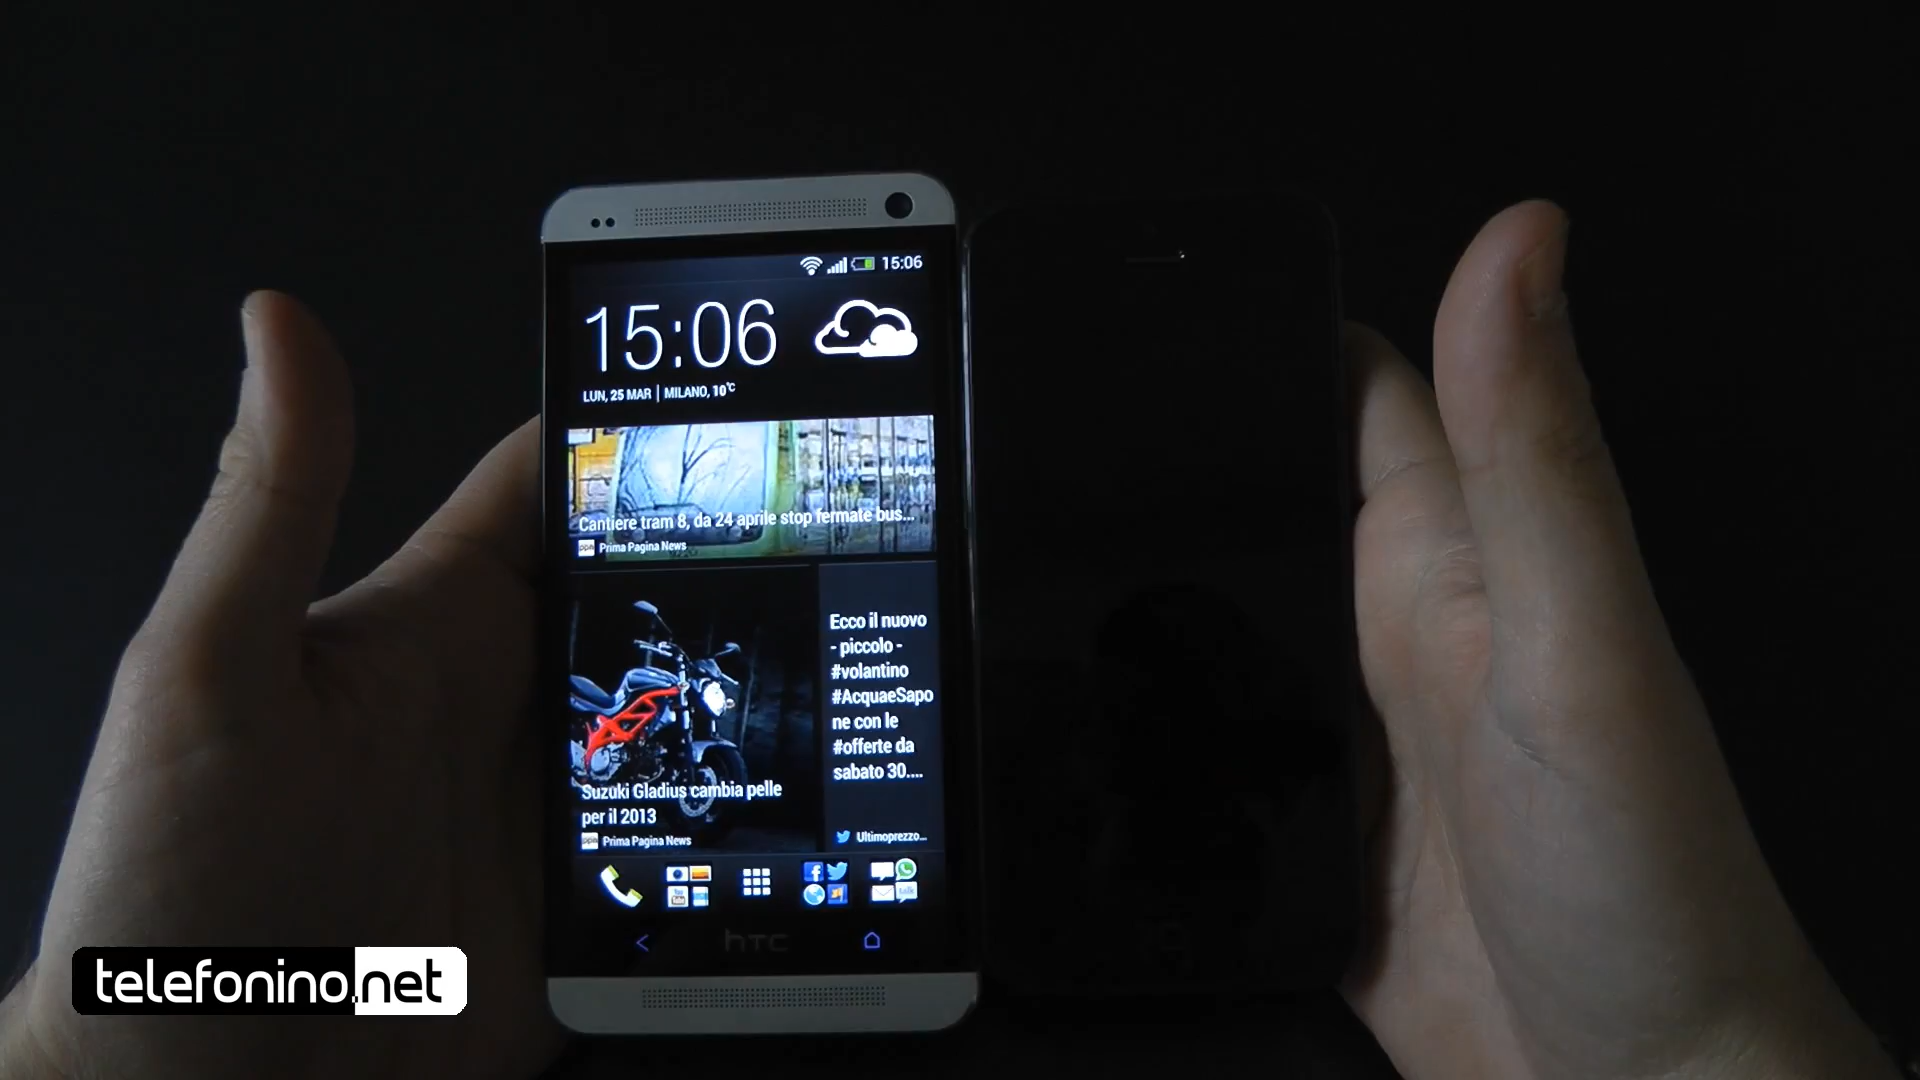 15:06
15:06
LUN, 25 MAR | MILANO, 10°C
Cantiere tram 8, da 24 aprile stop fermate bus...
Prima Pagina News
Ecco il nuovo
- piccolo -
#volantino
#AcquaeSapo
ne con le
#offerte da
sabato 30....
Ultimoprezzo...
Suzuki Gladius cambia pelle
per il 2013
Prima Pagina News
hTC
telefonino.net